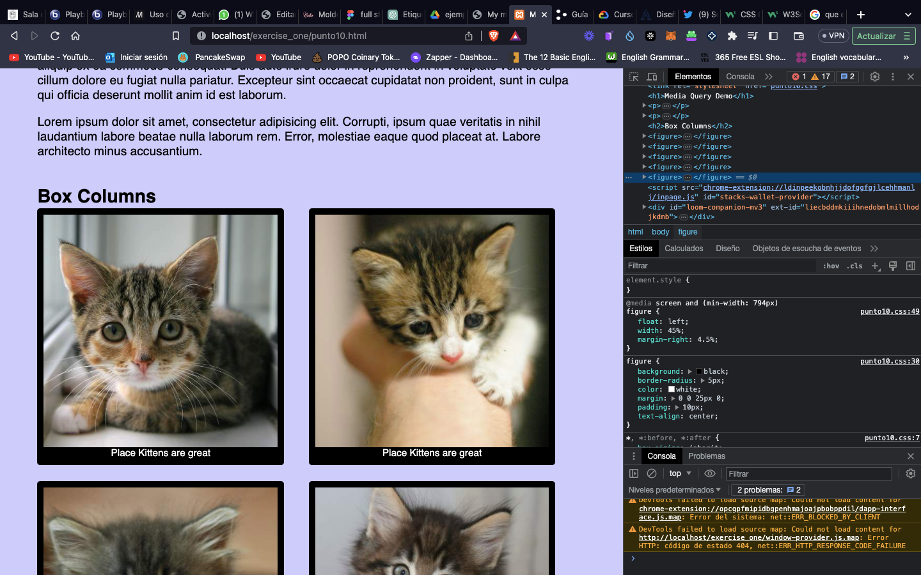 Sala
Playl
Playl
Uso
Activ
(1) W
Edita
Mold
full s
Etiqu
ejem
My m
M
Guía
Curs
Diseñ
(9) S
CSS
W3S
que e
localhost/exercise_one/punto10.html
VPN
Actualizar
YouTube - YouTube...
Iniciar sesión
PancakeSwap
YouTube
POPO Coinary Tok...
Zapper - Dashboa...
The 12 Basic Engli...
English Grammar...
365 Free ESL Sho...
English vocabular...
»
cillum dolore eu fugiat nulla pariatur. Excepteur sint occaecat cupidatat non proident, sunt in culpa
qui officia deserunt mollit anim id est laborum.
Lorem ipsum dolor sit amet, consectetur adipisicing elit. Corrupti, ipsum quae veritatis in nihil
laudantium labore beatae nulla laborum rem. Error, molestiae eaque quod placeat at. Labore
architecto minus accusantium.
Box Columns
Place Kittens are great
Place Kittens are great
Elementos
Consola
»
1
17
2
<link rel="stylesheet" href="punto10.css">
<h1>Media Query Demo</h1>
<p>…</p>
<p>…</p>
<h2>Box Columns</h2>
<figure>…</figure>
<figure>…</figure>
<figure>…</figure>
<figure>…</figure>
<figure>…</figure> == $0
<script src="chrome-extension://ldinpeekobnhjjdofggfgjlcehhmanl
j/inpage.js" id="stacks-wallet-provider"></script>
<div id="loom-companion-mv3" ext-id="liecbddmkiiihnedobmlmillhod
jkdmb">…</div>
html
body
figure
Estilos
Calculados
Diseño
Objetos de escucha de eventos
»
Filtrar
:hov
.cls
element.style {
}
@media screen and (min-width: 794px)
figure {
punto10.css:49
float: left;
width: 45%;
margin-right: 4.5%;
}
figure {
punto10.css:30
background: black;
border-radius: 5px;
color: white;
margin: 0 0 25px 0;
padding: 10px;
text-align: center;
}
*, *:before, *:after {
punto10.css:7
Consola
Problemas
top
Filtrar
Niveles predeterminados
2 problemas:
2
DevTools failed to load source map: Could not load content for
chrome-extension://opcgpfmipidbgpenhmajoajpbobppdil/dapp-interf
ace.js.map: Error del sistema: net::ERR_BLOCKED_BY_CLIENT
DevTools failed to load source map: Could not load content for
http://localhost/exercise_one/window-provider.js.map: Error
HTTP: código de estado 404, net::ERR_HTTP_RESPONSE_CODE_FAILURE